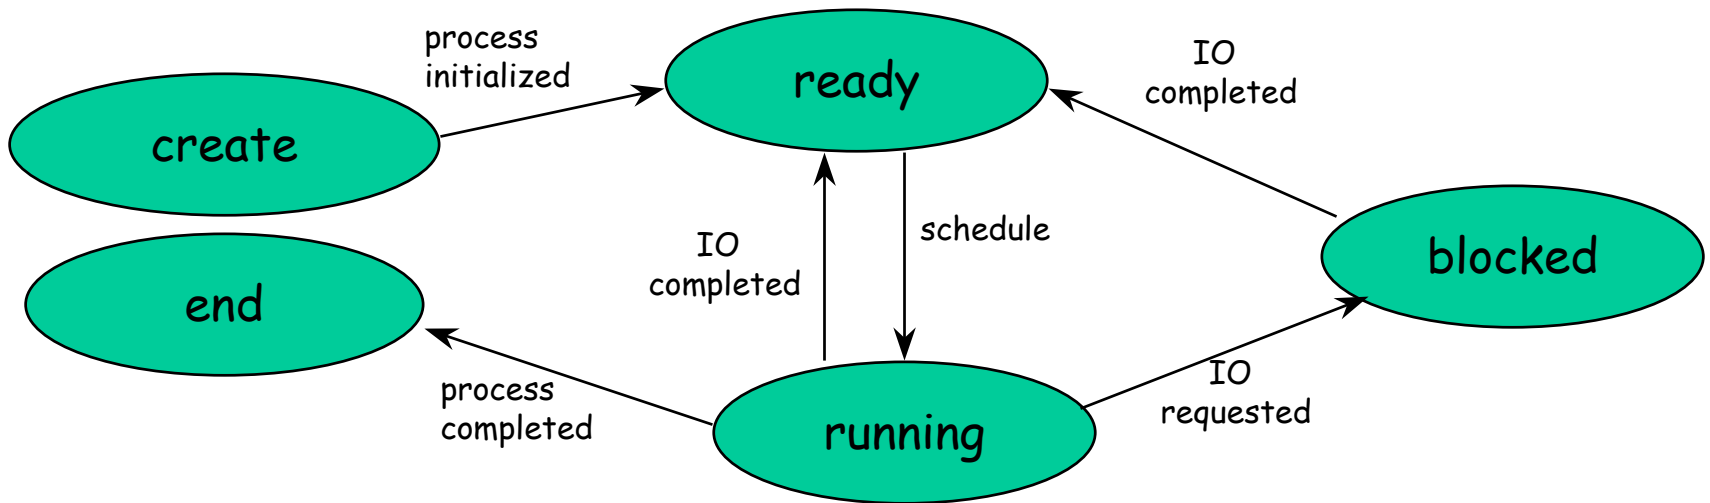 process
initialized
ready
IO
completed
create
IO
completed
schedule
blocked
end
process
completed
running
IO
requested